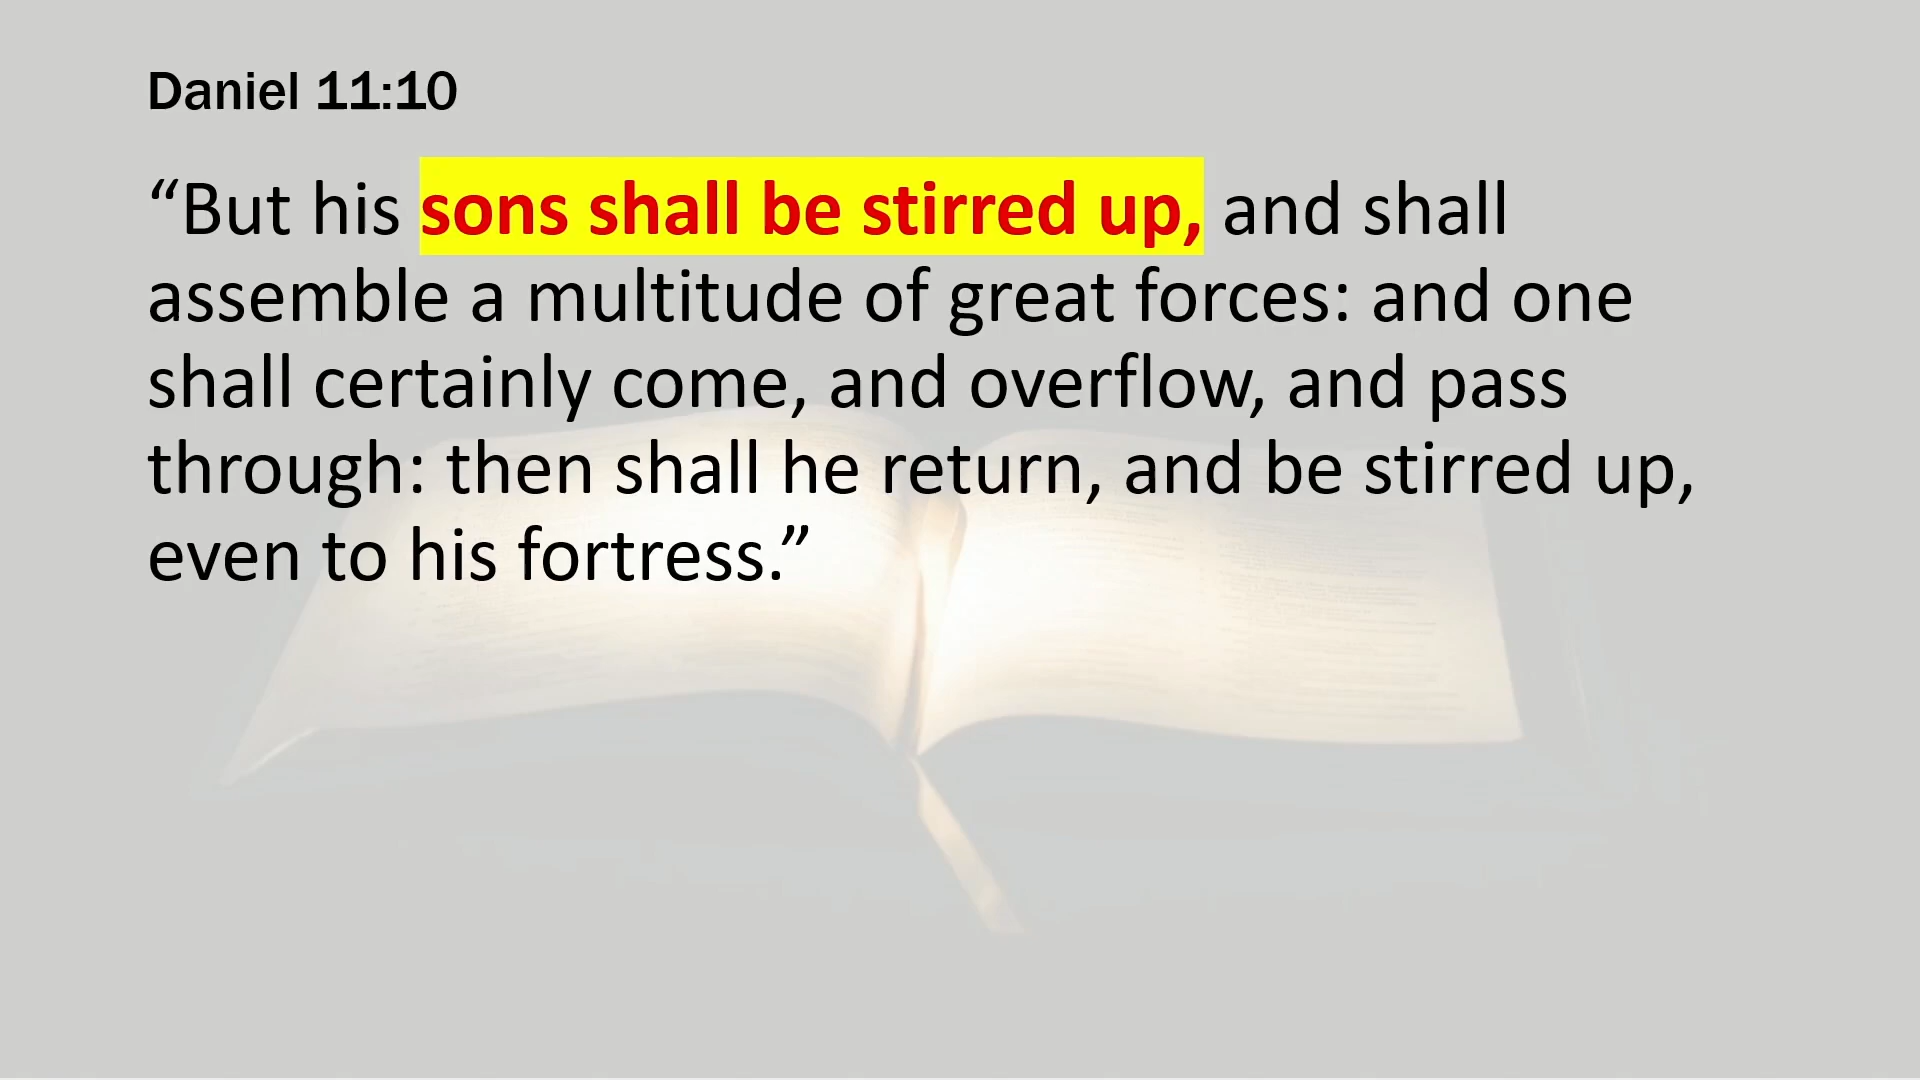 Daniel 11:10
“But his sons shall be stirred up, and shall
assemble a multitude of great forces: and one
shall certainly come, and overflow, and pass
through: then shall he return, and be stirred up,
even to his fortress.”